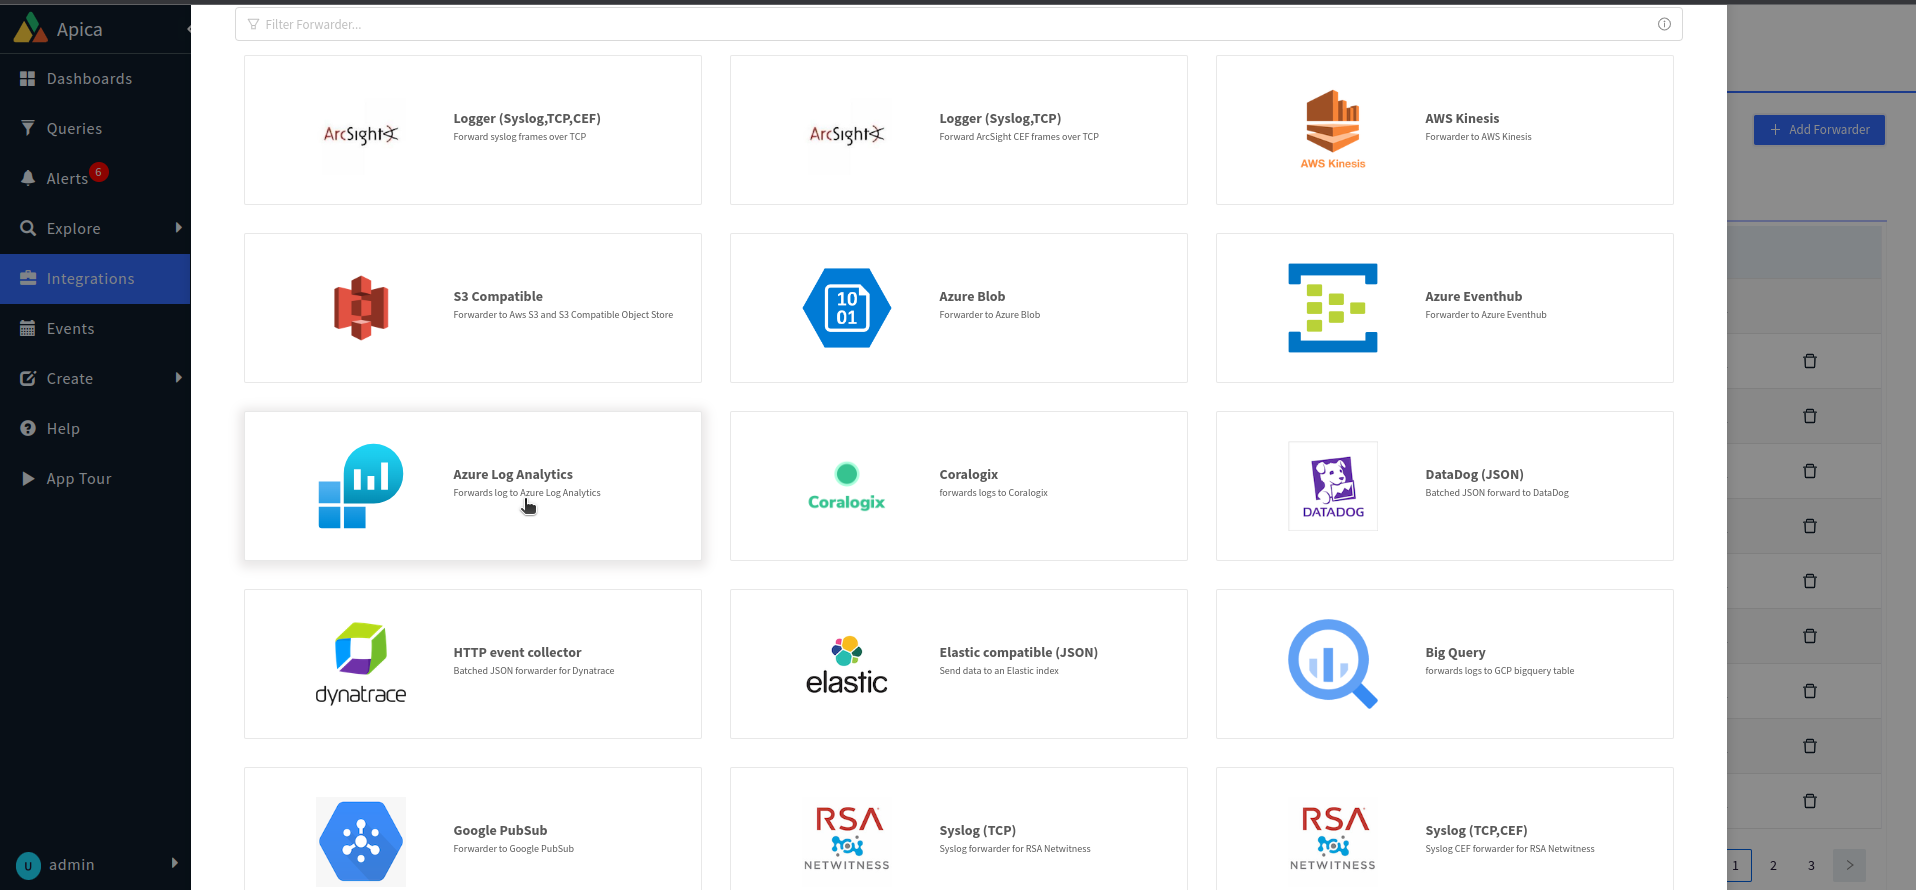 Apica
Dashboards
Queries
Alerts
6
Explore
Integrations
Events
Create
Help
App Tour
U
admin
Filter Forwarder...
ArcSight
Logger (Syslog,TCP,CEF)
Forward syslog frames over TCP
ArcSight
Logger (Syslog,TCP)
Forward ArcSight CEF frames over TCP
AWS Kinesis
AWS Kinesis
Forwarder to AWS Kinesis
S3 Compatible
Forwarder to Aws S3 and S3 Compatible Object Store
10
01
Azure Blob
Forwarder to Azure Blob
Azure Eventhub
Forwarder to Azure Eventhub
Azure Log Analytics
Forwards log to Azure Log Analytics
Coralogix
Coralogix
forwards logs to Coralogix
DATADOG
DataDog (JSON)
Batched JSON forward to DataDog
dynatrace
HTTP event collector
Batched JSON forwarder for Dynatrace
elastic
Elastic compatible (JSON)
Send data to an Elastic index
Big Query
forwards logs to GCP bigquery table
Google PubSub
Forwarder to Google PubSub
RSA
NETWITNESS
Syslog (TCP)
Syslog forwarder for RSA Netwitness
RSA
NETWITNESS
Syslog (TCP,CEF)
Syslog CEF forwarder for RSA Netwitness
+ Add Forwarder
1 2 3 >